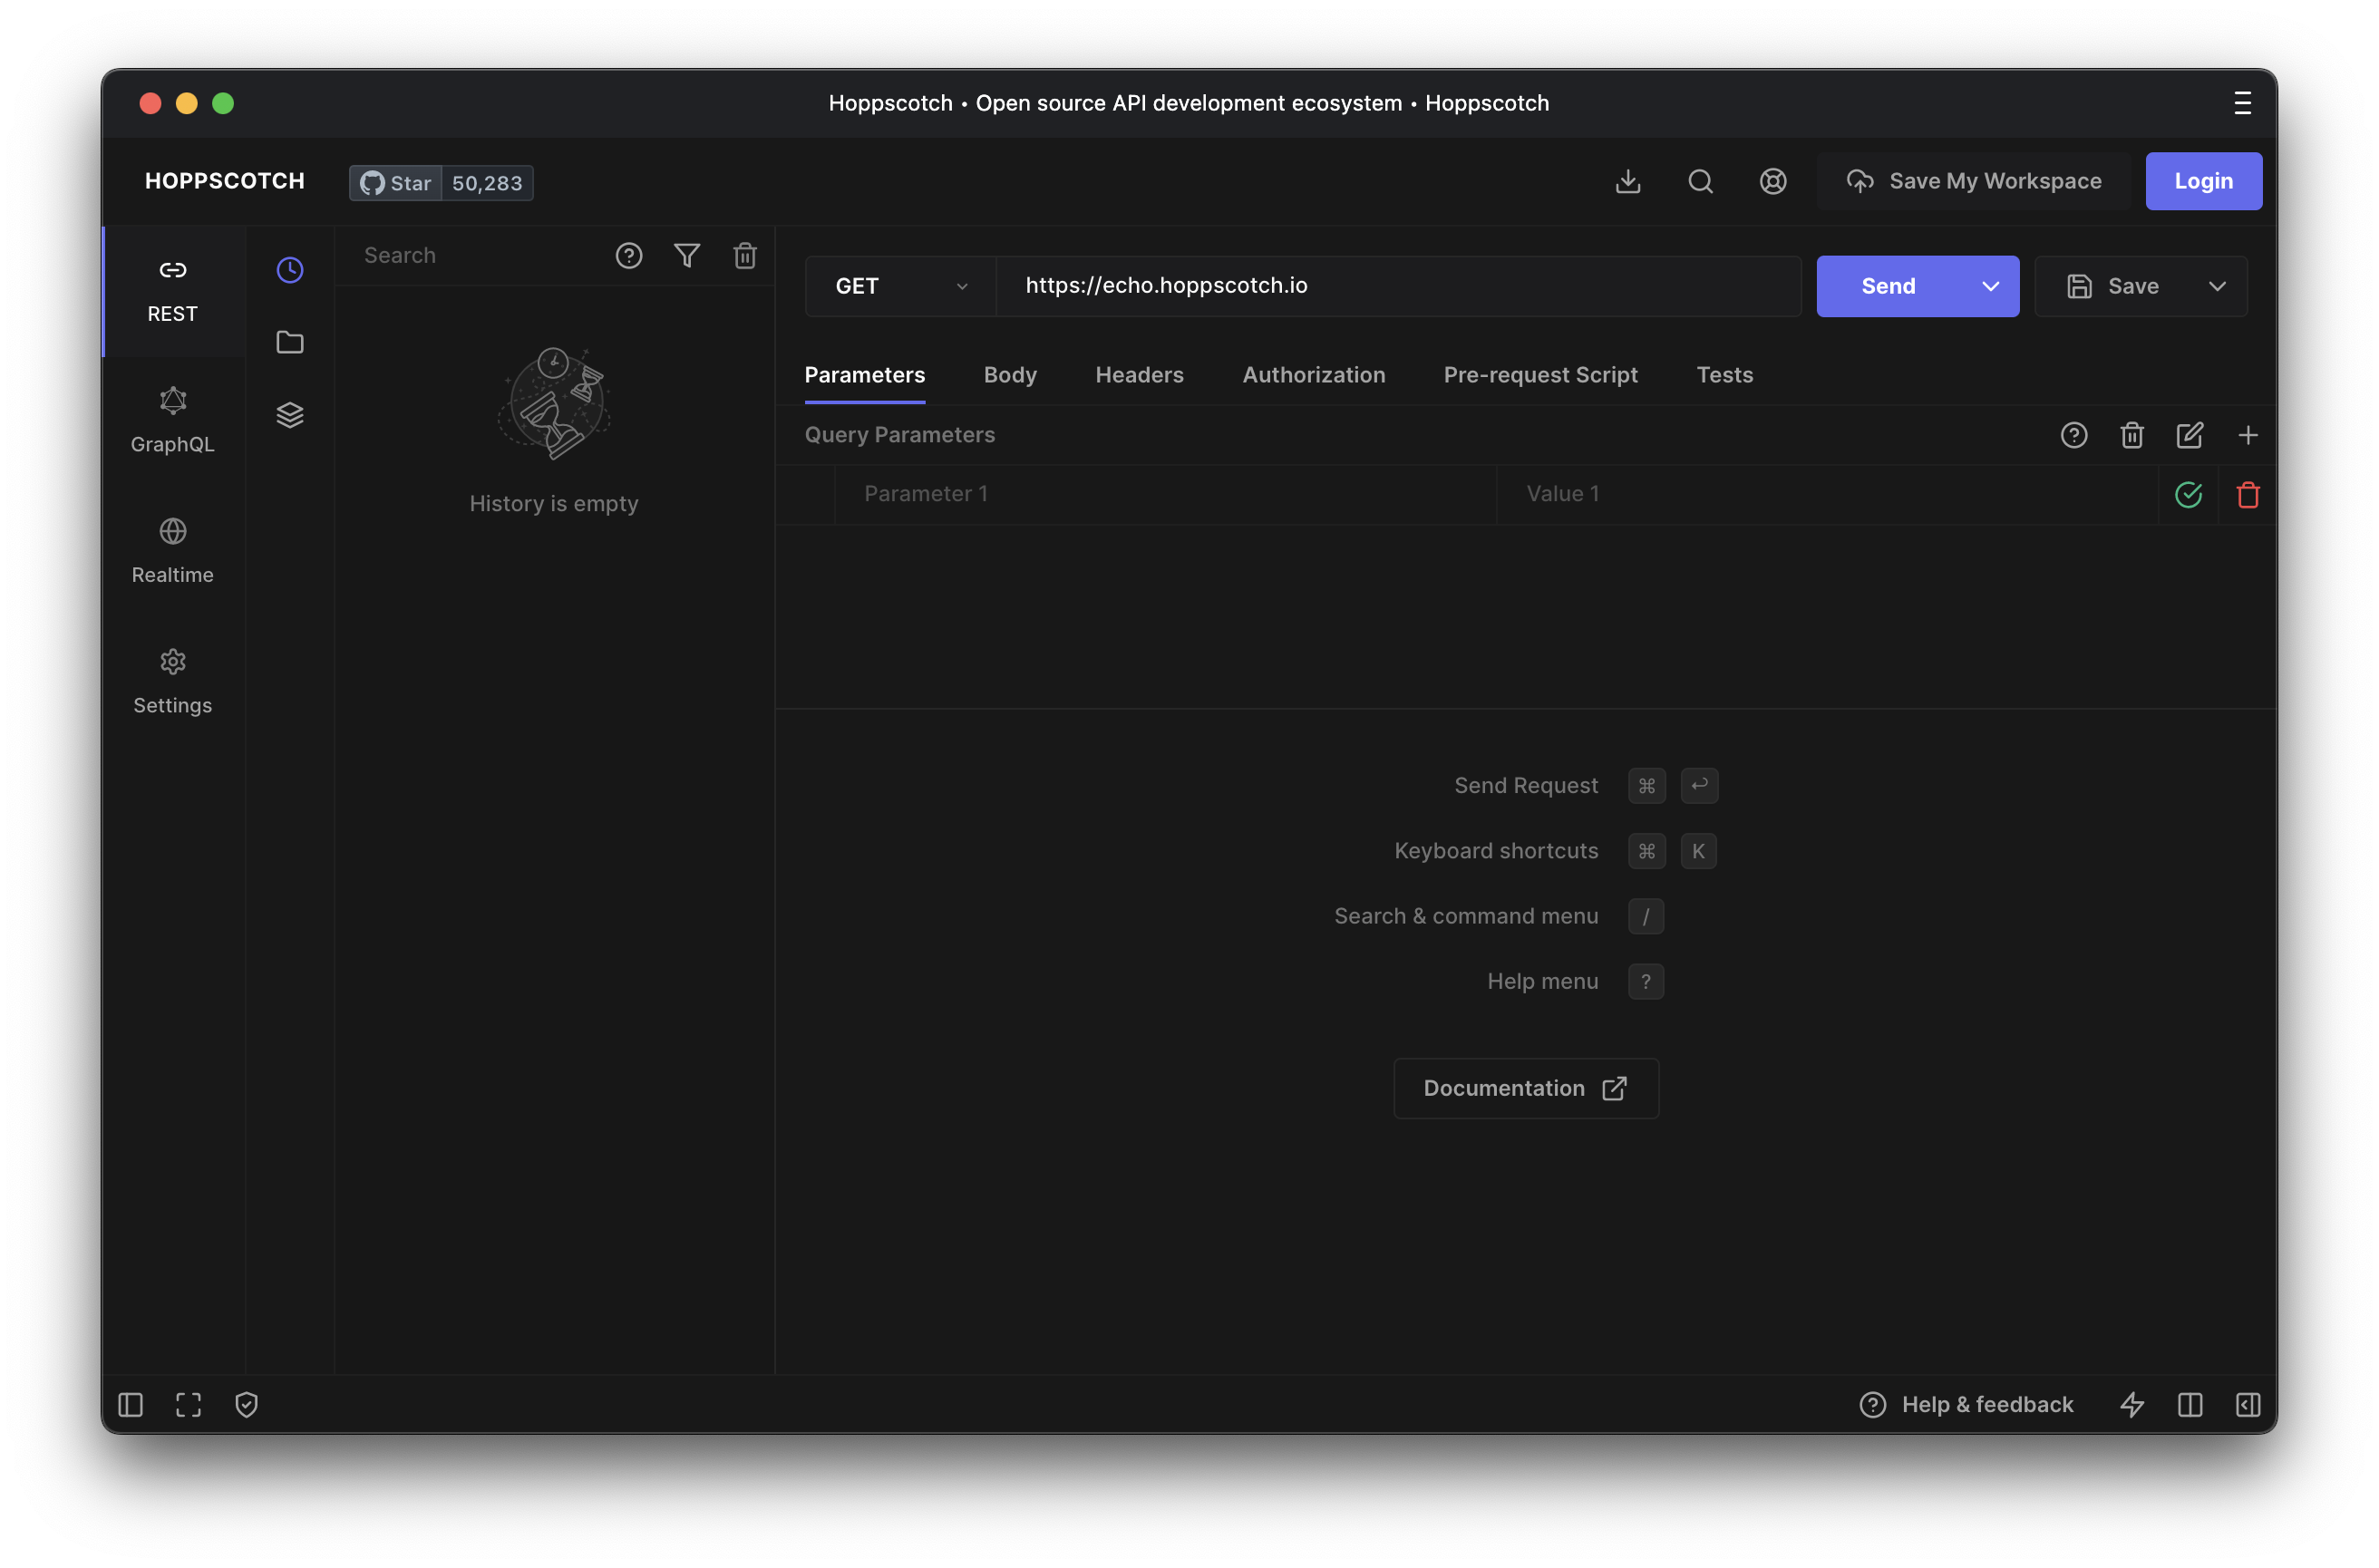 Hoppscotch • Open source API development ecosystem • Hoppscotch
HOPPSCOTCH
Star 50,283
Save My Workspace
Login
REST
GraphQL
Realtime
Settings
Search
History is empty
GET
https://echo.hoppscotch.io
Send
Save
Parameters Body Headers Authorization Pre-request Script Tests
Query Parameters
Parameter 1 Value 1
Send Request ⌘ ↩
Keyboard shortcuts ⌘ K
Search & command menu /
Help menu ?
Documentation
Help & feedback